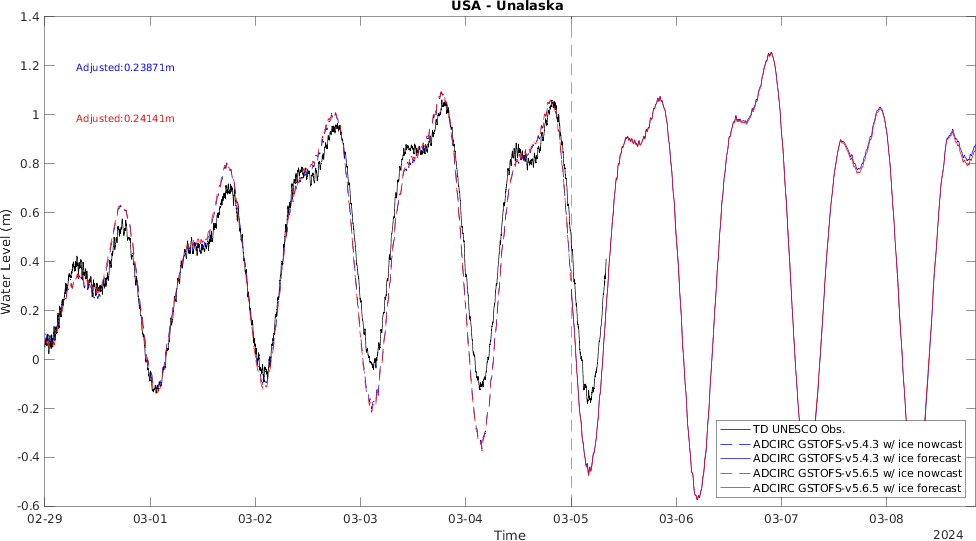 USA - Unalaska
1.4
1.2
1
0.8
0.6
0.4
0.2
0
-0.2
-0.4
-0.6
Water Level (m)
Adjusted:0.23871m
Adjusted:0.24141m
TD UNESCO Obs.
ADCIRC GSTOFS-v5.4.3 w/ ice nowcast
ADCIRC GSTOFS-v5.4.3 w/ ice forecast
ADCIRC GSTOFS-v5.6.5 w/ ice nowcast
ADCIRC GSTOFS-v5.6.5 w/ ice forecast
02-29 03-01 03-02 03-03 03-04 03-05 03-06 03-07 03-08
Time
2024